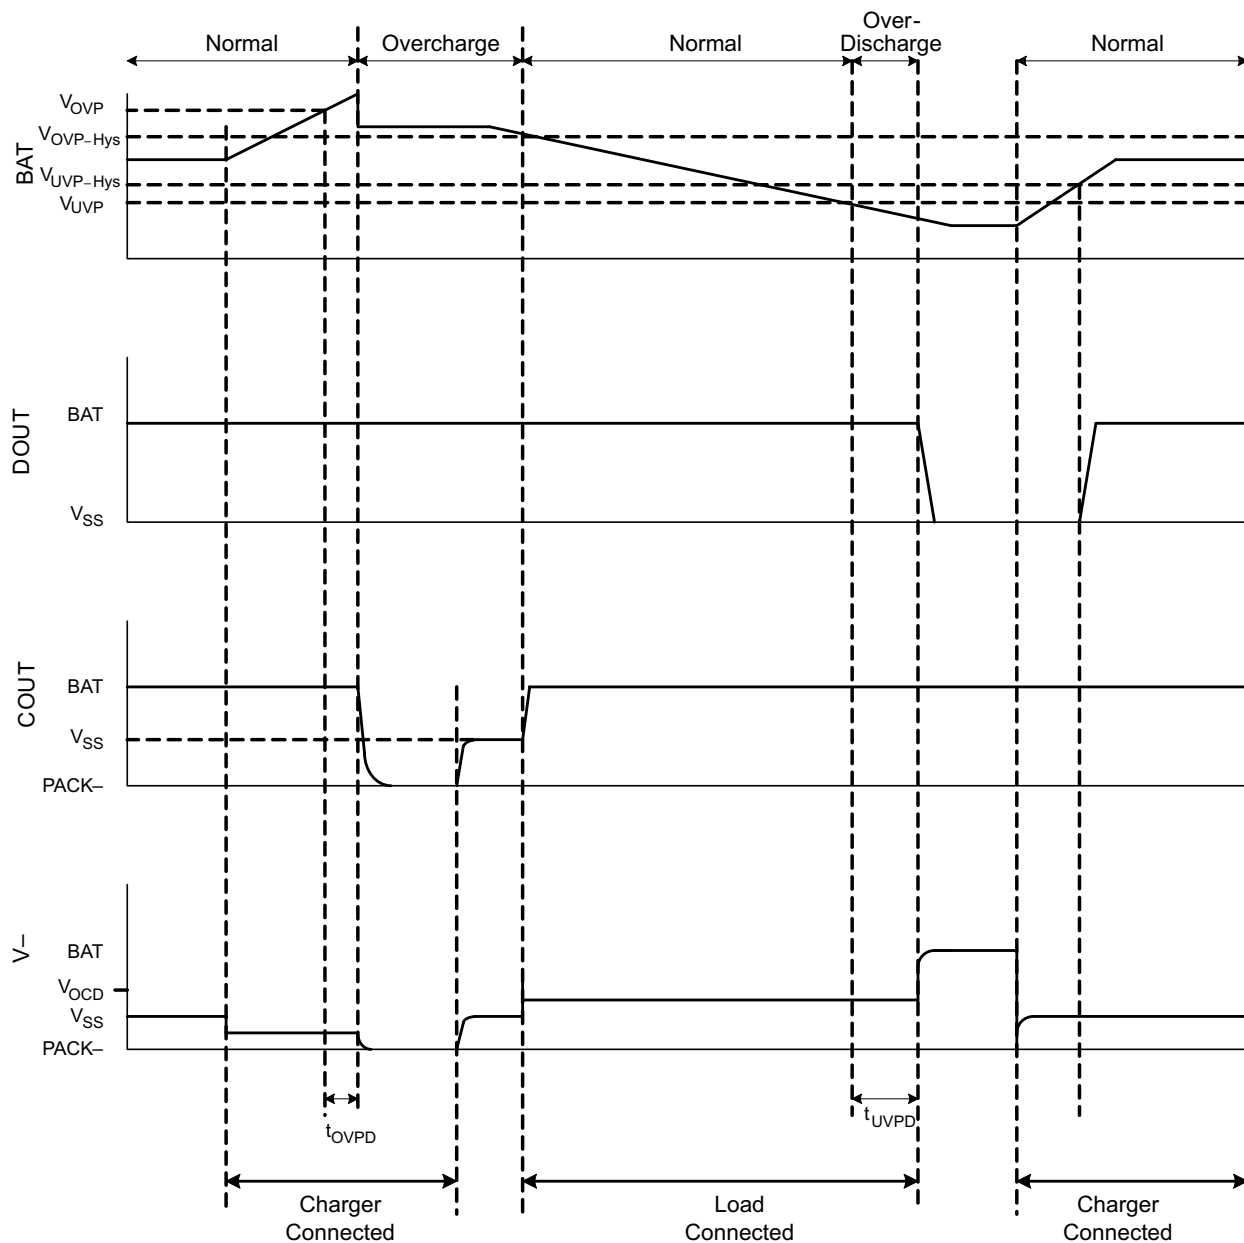 Normal
Overcharge
Normal
Over-
Discharge
Normal
BAT
VOVP
VOVP–Hys
VUVP–Hys
VUVP
DOUT
BAT
VSS
COUT
BAT
VSS
PACK–
V–
BAT
VOCD
VSS
PACK–
tOVPD
tUVPD
Charger
Connected
Load
Connected
Charger
Connected